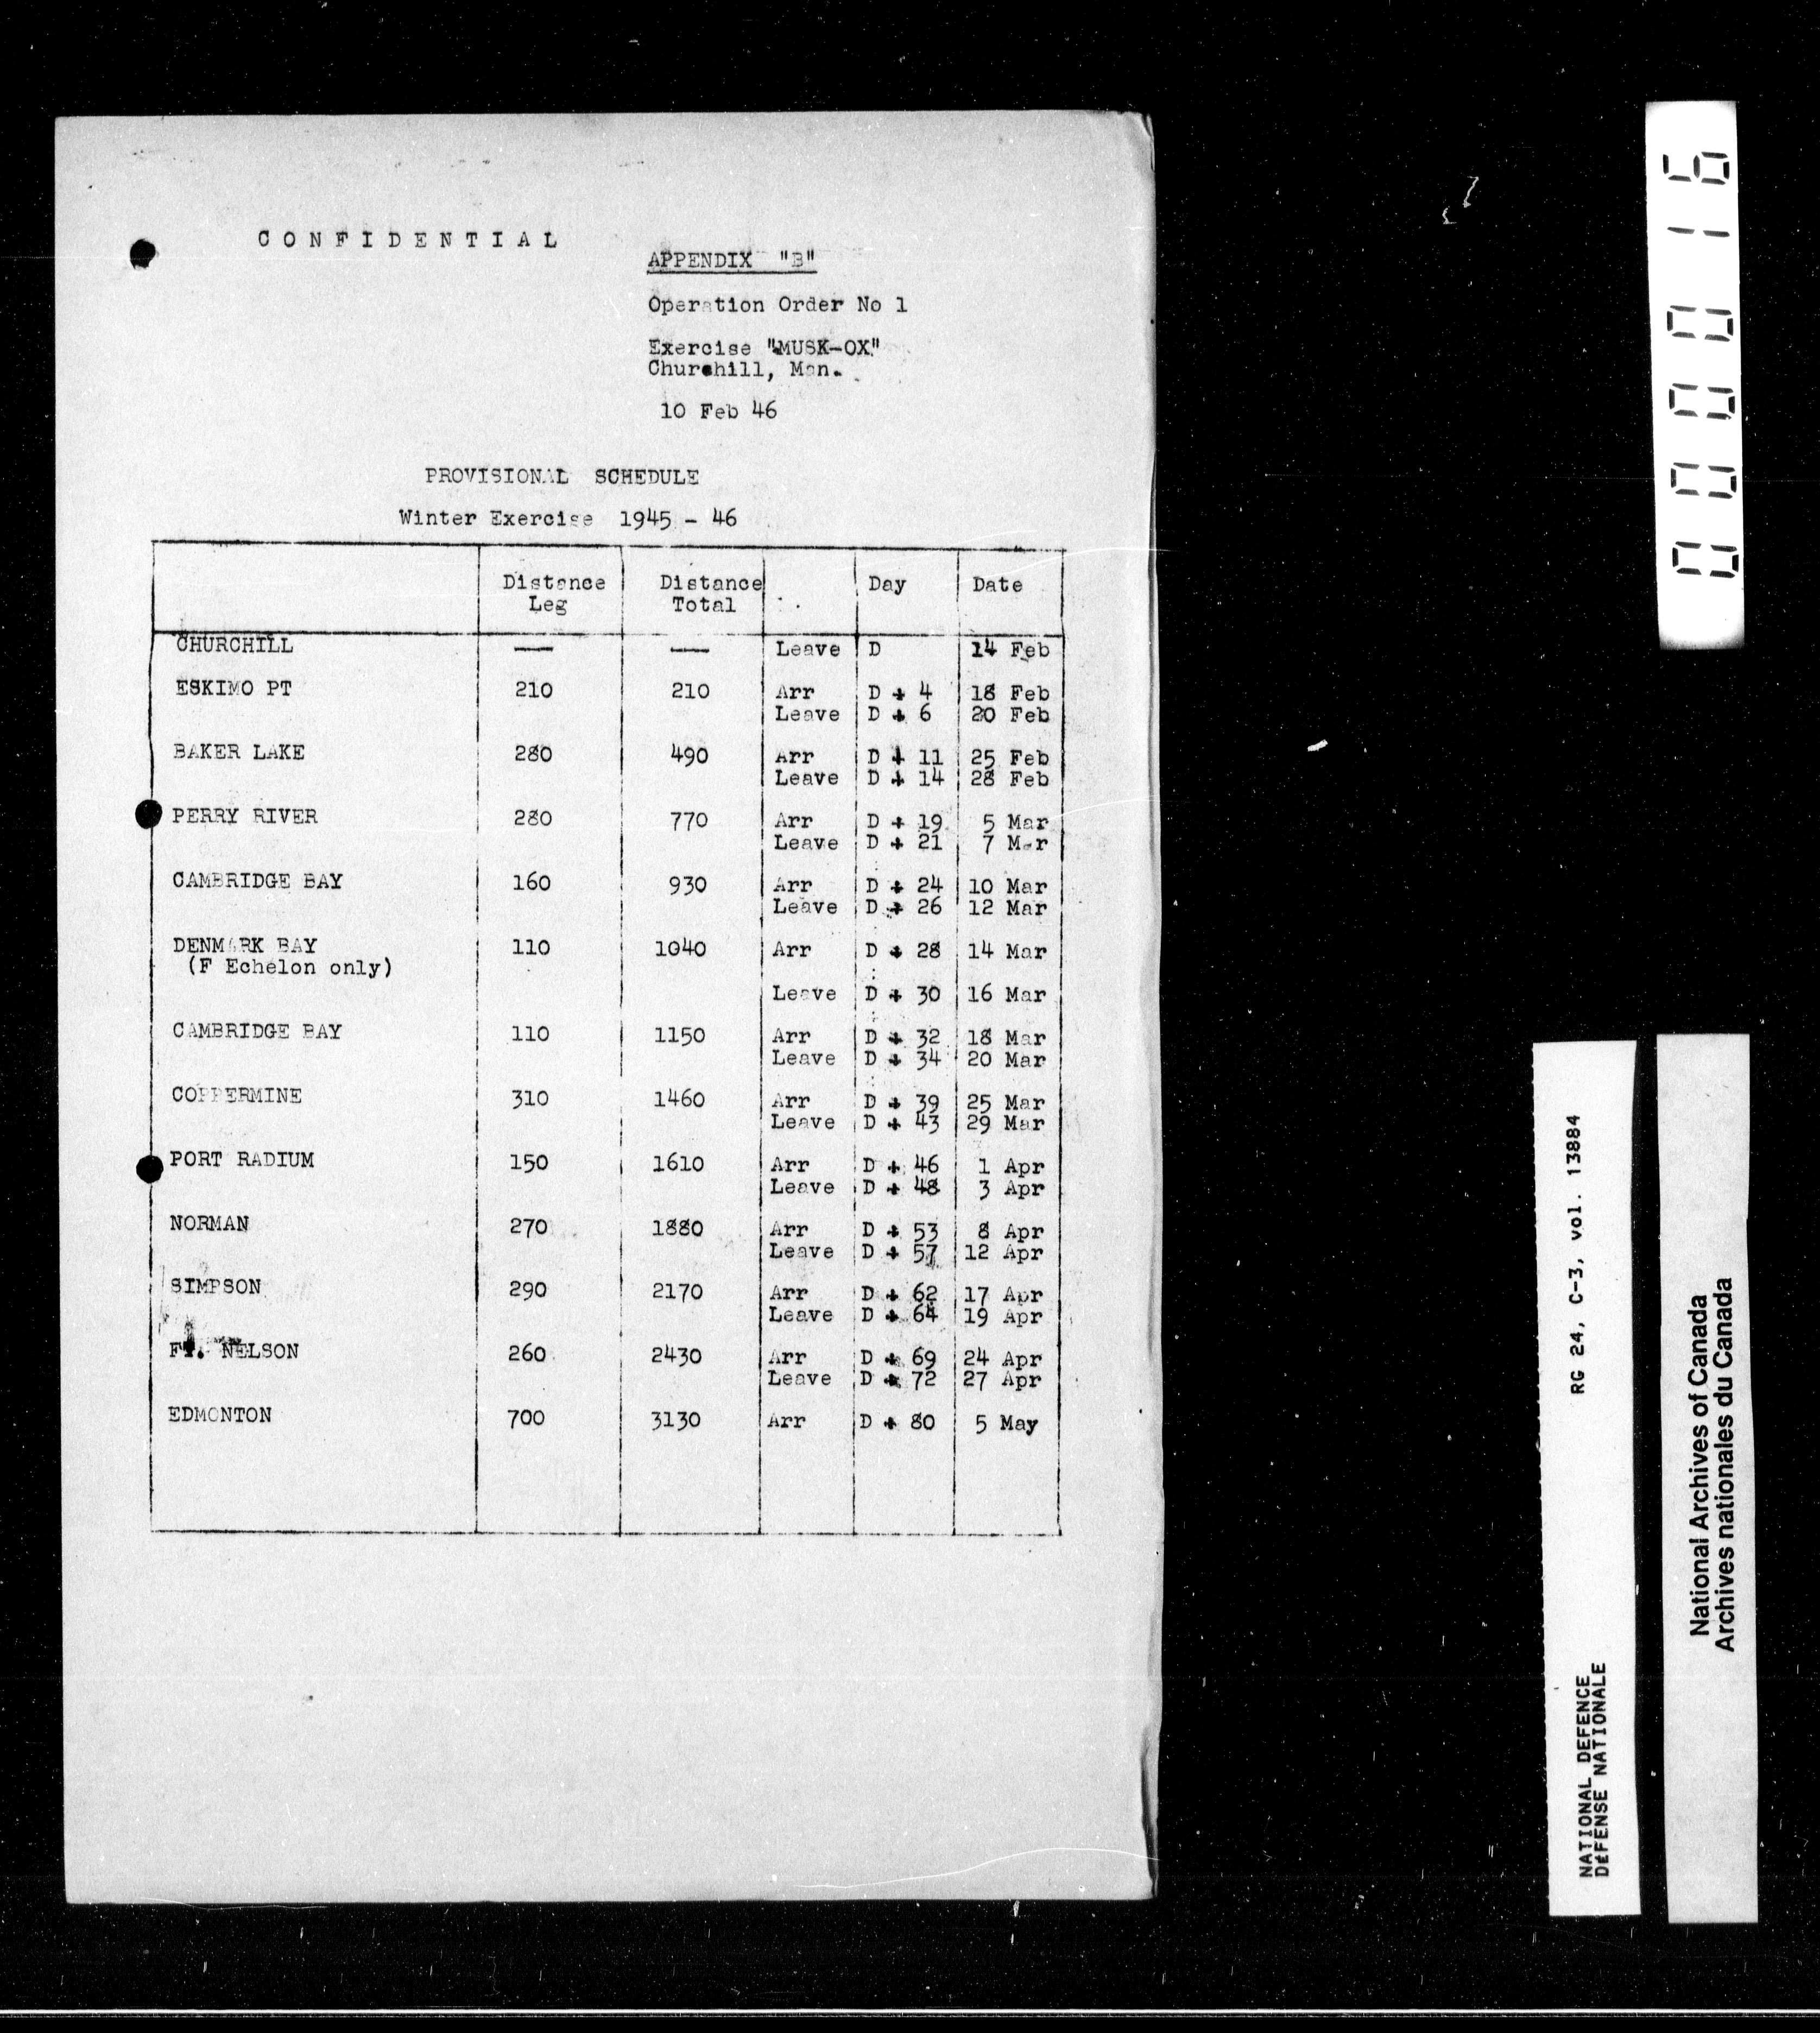 CONFIDENTIAL
APPENDIX "B"
Operation Order No 1
Exercise "MUSK-OX"
Churchill, Man.
10 Feb 46
PROVISIONAL SCHEDULE
Winter Exercise 1945 - 46
Distance Leg Distance Total Day Date
CHURCHILL — — Leave D 14 Feb
ESKIMO PT 210 210 Arr D + 4 18 Feb
Leave D + 6 20 Feb
BAKER LAKE 280 490 Arr D + 11 25 Feb
Leave D + 14 28 Feb
PERRY RIVER 280 770 Arr D + 19 5 Mar
Leave D + 21 7 Mar
CAMBRIDGE BAY 160 930 Arr D + 24 10 Mar
Leave D + 26 12 Mar
DENMARK BAY 110 1040 Arr D + 28 14 Mar
(F Echelon only)
Leave D + 30 16 Mar
CAMBRIDGE BAY 110 1150 Arr D + 32 18 Mar
Leave D + 34 20 Mar
COPPERMINE 310 1460 Arr D + 39 25 Mar
Leave D + 43 29 Mar
PORT RADIUM 150 1610 Arr D + 46 1 Apr
Leave D + 48 3 Apr
NORMAN 270 1880 Arr D + 53 8 Apr
Leave D + 57 12 Apr
SIMPSON 290 2170 Arr D + 62 17 Apr
Leave D + 64 19 Apr
FT. NELSON 260 2430 Arr D + 69 24 Apr
Leave D + 72 27 Apr
EDMONTON 700 3130 Arr D + 80 5 May
000016
NATIONAL DEFENCE RG 24, C-3, vol. 13884
DÉFENSE NATIONALE
National Archives of Canada
Archives nationales du Canada